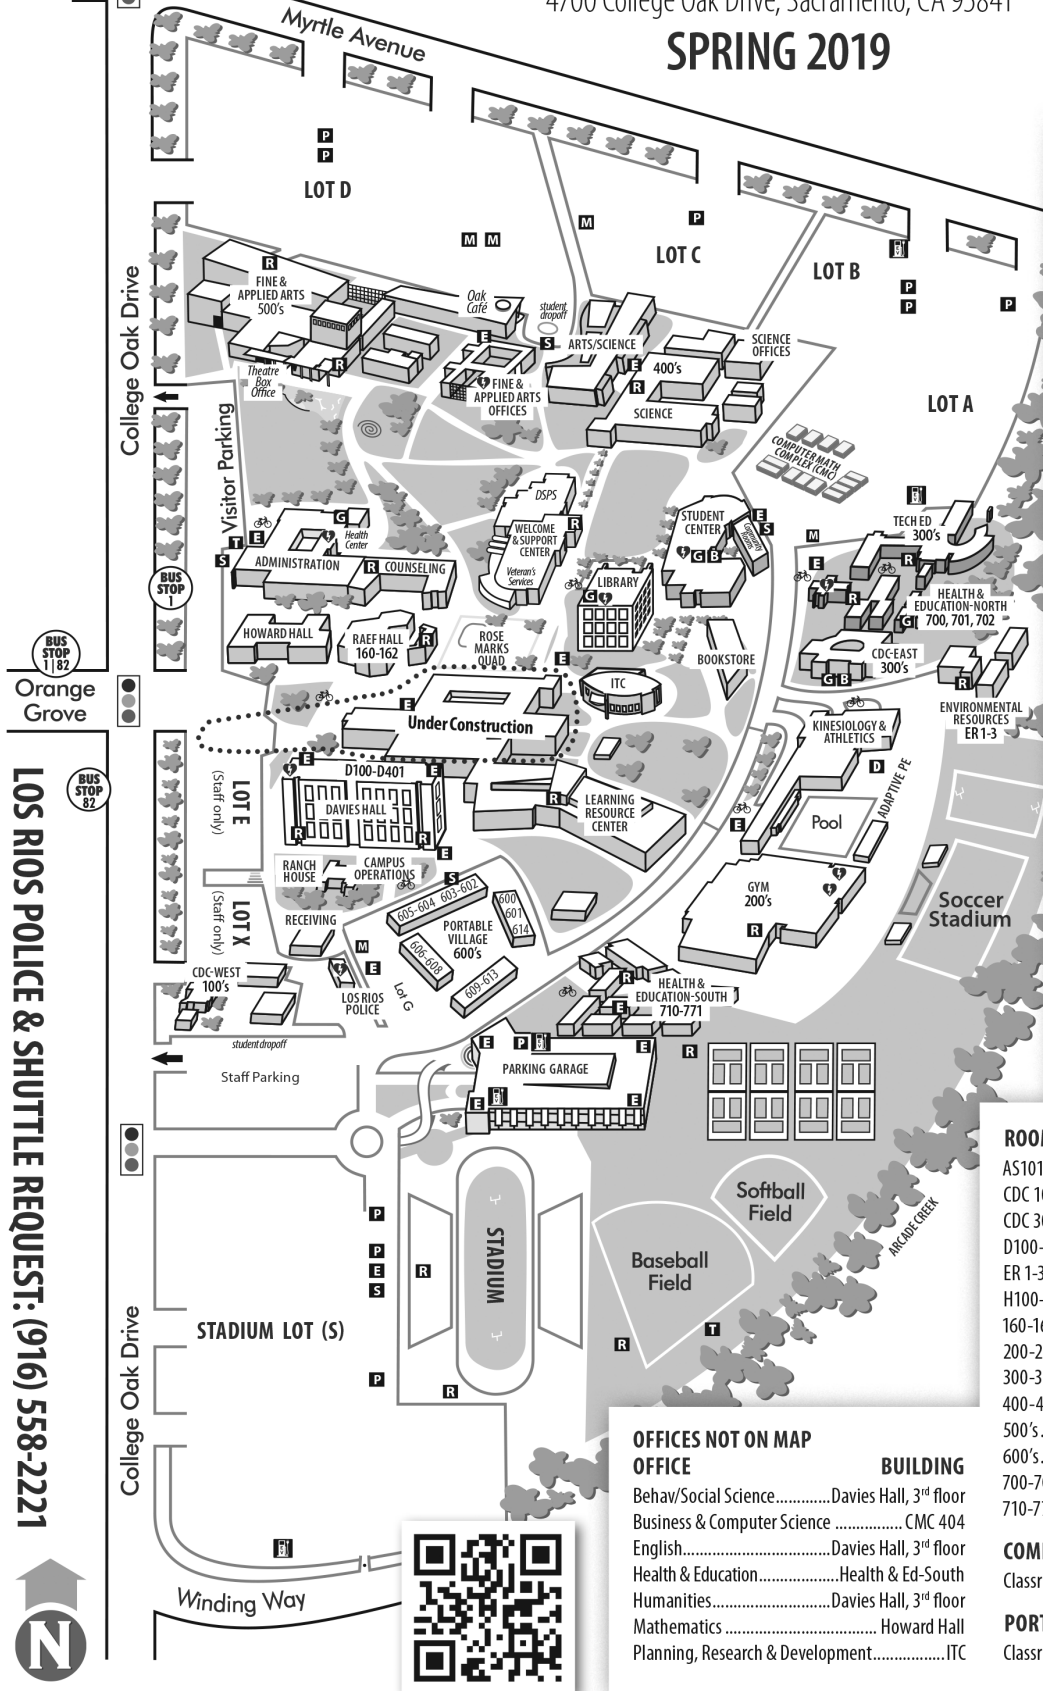 4700 College Oak Drive, Sacramento, CA 95841
SPRING 2019
Myrtle Avenue
P
P
LOT D
M M
M
P
LOT C
LOT B
P
P
P
LOT A
College Oak Drive
R
FINE &
APPLIED ARTS
500's
Oak
Café
student
dropoff
E
S
ARTS/SCIENCE
SCIENCE
OFFICES
E
400's
R
SCIENCE
R
Theatre
Box
Office
FINE &
APPLIED ARTS
OFFICES
COMPUTER MATH
COMPLEX (CMC)
Visitor Parking
DSPS
WELCOME
& SUPPORT
CENTER
R
Veteran's
Services
STUDENT
CENTER
Community
Rooms
E
S
G B
M
E
TECH ED
300's
R
G
Health
Center
T E
S
ADMINISTRATION
R
COUNSELING
LIBRARY
G
R
HEALTH &
EDUCATION-NORTH
700, 701, 702
G
BUS
STOP
1
HOWARD HALL
RAEF HALL
160-162
R
ROSE
MARKS
QUAD
E
ITC
BOOKSTORE
CDC-EAST
300's
G B
R
ENVIRONMENTAL
RESOURCES
ER 1-3
BUS
STOP
1|82
Orange
Grove
E
Under Construction
KINESIOLOGY &
ATHLETICS
D
ADAPTIVE PE
BUS
STOP
82
LOT E
(Staff only)
E
D100-D401
E
DAVIES HALL
R
R
E
R
LEARNING
RESOURCE
CENTER
E
Pool
RANCH
HOUSE
CAMPUS
OPERATIONS
S
LOT X
(Staff only)
RECEIVING
605-604 603-602
600
601
614
PORTABLE
VILLAGE
600's
606-608
609-613
GYM
200's
R
Soccer
Stadium
M
E
Lot G
CDC-WEST
100's
LOS RIOS
POLICE
student dropoff
R
HEALTH &
EDUCATION-SOUTH
710-771
E
Staff Parking
E
P
E
R
PARKING GARAGE
E
E
LOS RIOS POLICE & SHUTTLE REQUEST: (916) 558-2221
P
P
E
S
R
STADIUM
Softball
Field
Baseball
Field
ARCADE CREEK
STADIUM LOT (S)
P
R
R
T
College Oak Drive
Winding Way
N
OFFICES NOT ON MAP
OFFICE BUILDING
Behav/Social Science.............Davies Hall, 3rd floor
Business & Computer Science ................ CMC 404
English...................................Davies Hall, 3rd floor
Health & Education...................Health & Ed-South
Humanities............................Davies Hall, 3rd floor
Mathematics .................................... Howard Hall
Planning, Research & Development.................ITC
AS101
ER 1-3
500's
600's